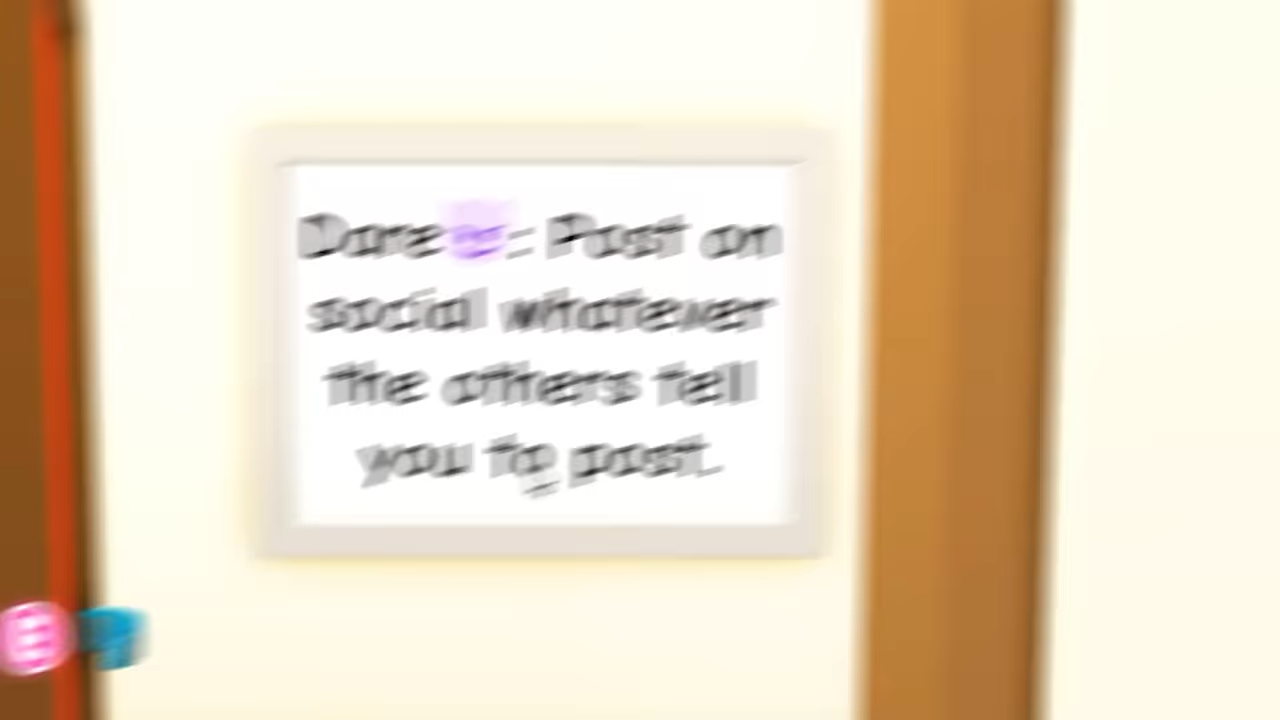 Dare : Post on
social whatever
the others tell
you to post.